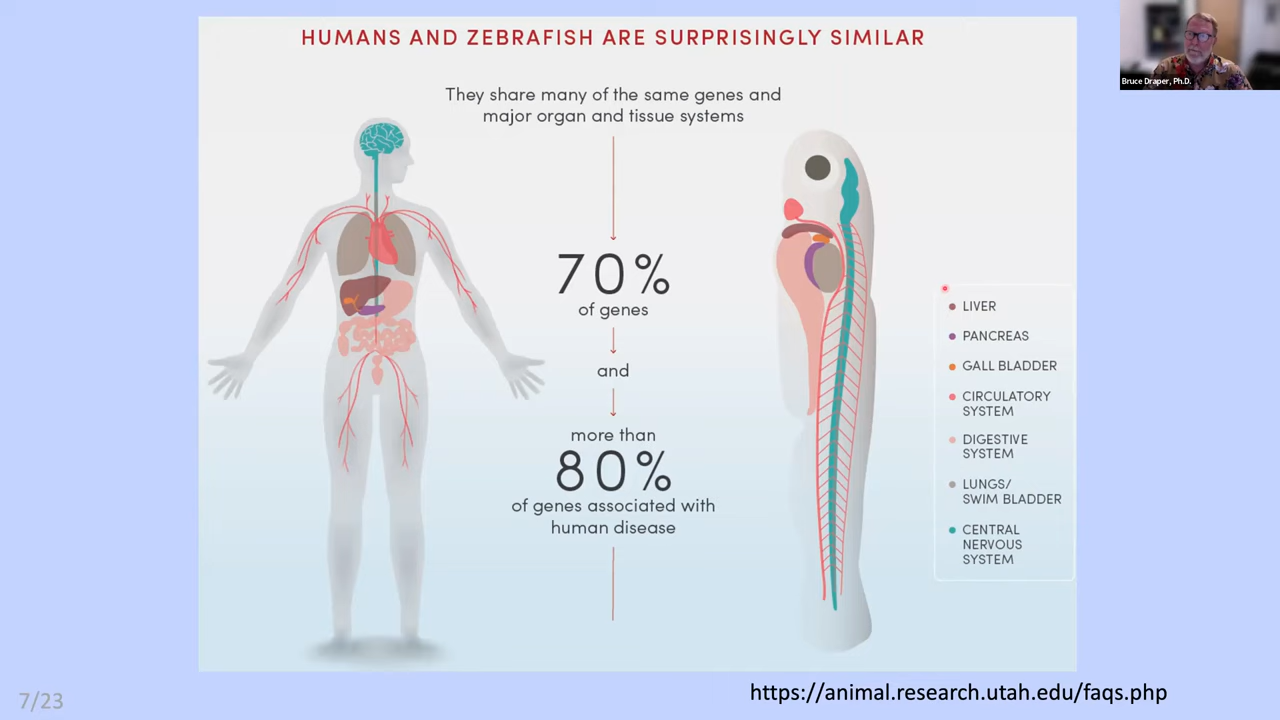 HUMANS AND ZEBRAFISH ARE SURPRISINGLY SIMILAR
Bruce Draper, Ph.D.
They share many of the same genes and
major organ and tissue systems
70%
of genes
and
more than
80%
of genes associated with
human disease
LIVER
PANCREAS
GALL BLADDER
CIRCULATORY
SYSTEM
DIGESTIVE
SYSTEM
LUNGS/
SWIM BLADDER
CENTRAL
NERVOUS
SYSTEM
7/23
https://animal.research.utah.edu/faqs.php